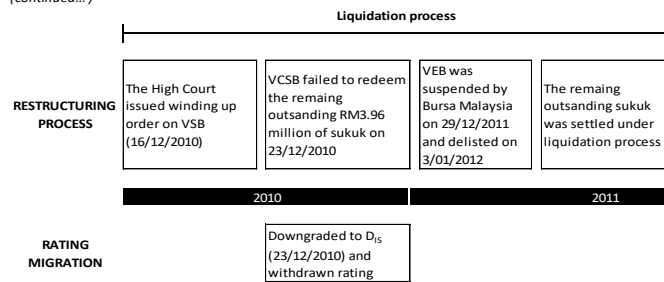 (continued…)
Liquidation process
RESTRUCTURING
PROCESS
The High Court
issued winding up
order on VSB
(16/12/2010)
VCSB failed to redeem
the remaing
outsanding RM3.96
million of sukuk on
23/12/2010
VEB was
suspended by
Bursa Malaysia
on 29/12/2011
and delisted on
3/01/2012
The remaing
outsanding sukuk
was settled under
liquidation process
2010
2011
RATING
MIGRATION
Downgraded to DIS
(23/12/2010) and
withdrawn rating